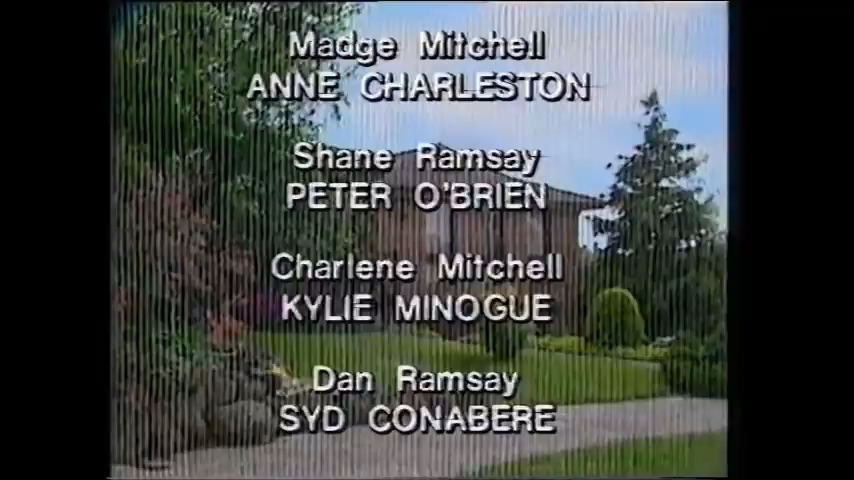 Madge Mitchell
ANNE CHARLESTON
Shane Ramsay
PETER O'BRIEN
Charlene Mitchell
KYLIE MINOGUE
Dan Ramsay
SYD CONABERE